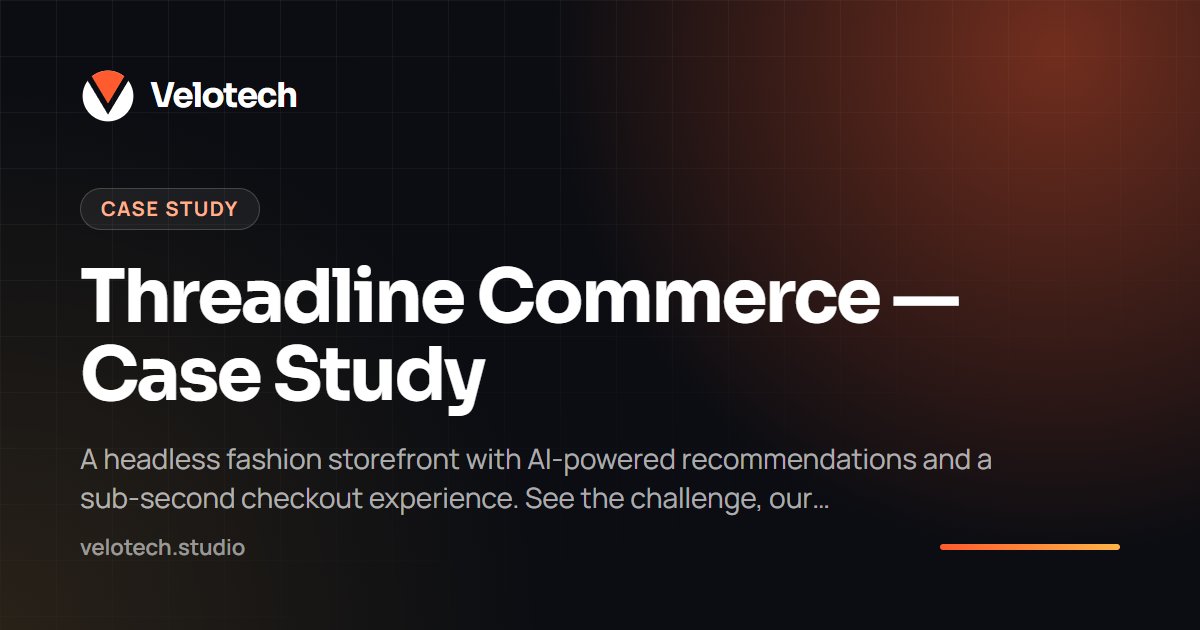 Velotech
CASE STUDY
Threadline Commerce —
Case Study
A headless fashion storefront with AI-powered recommendations and a
sub-second checkout experience. See the challenge, our…
velotech.studio